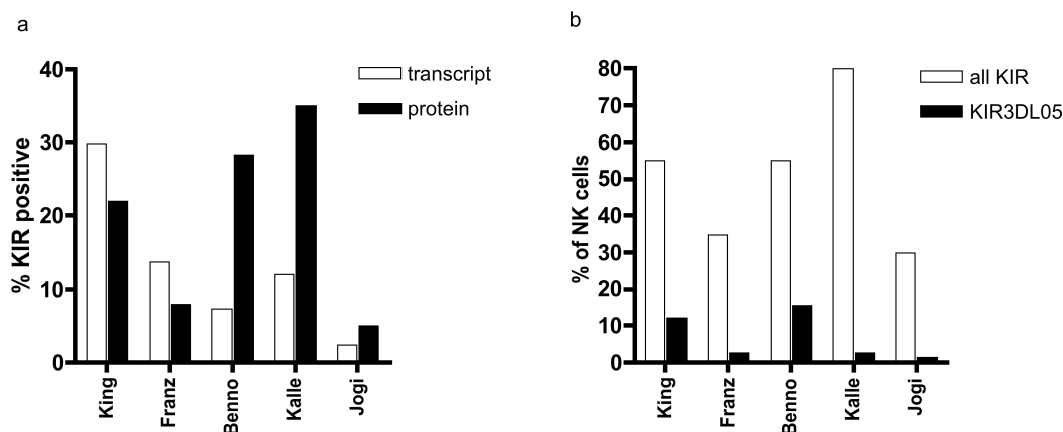 a
% KIR positive
40
30
20
10
0
transcript
protein
King
Franz
Benno
Kalle
Jogi
b
% of NK cells
80
70
60
50
40
30
20
10
0
all KIR
KIR3DL05
King
Franz
Benno
Kalle
Jogi